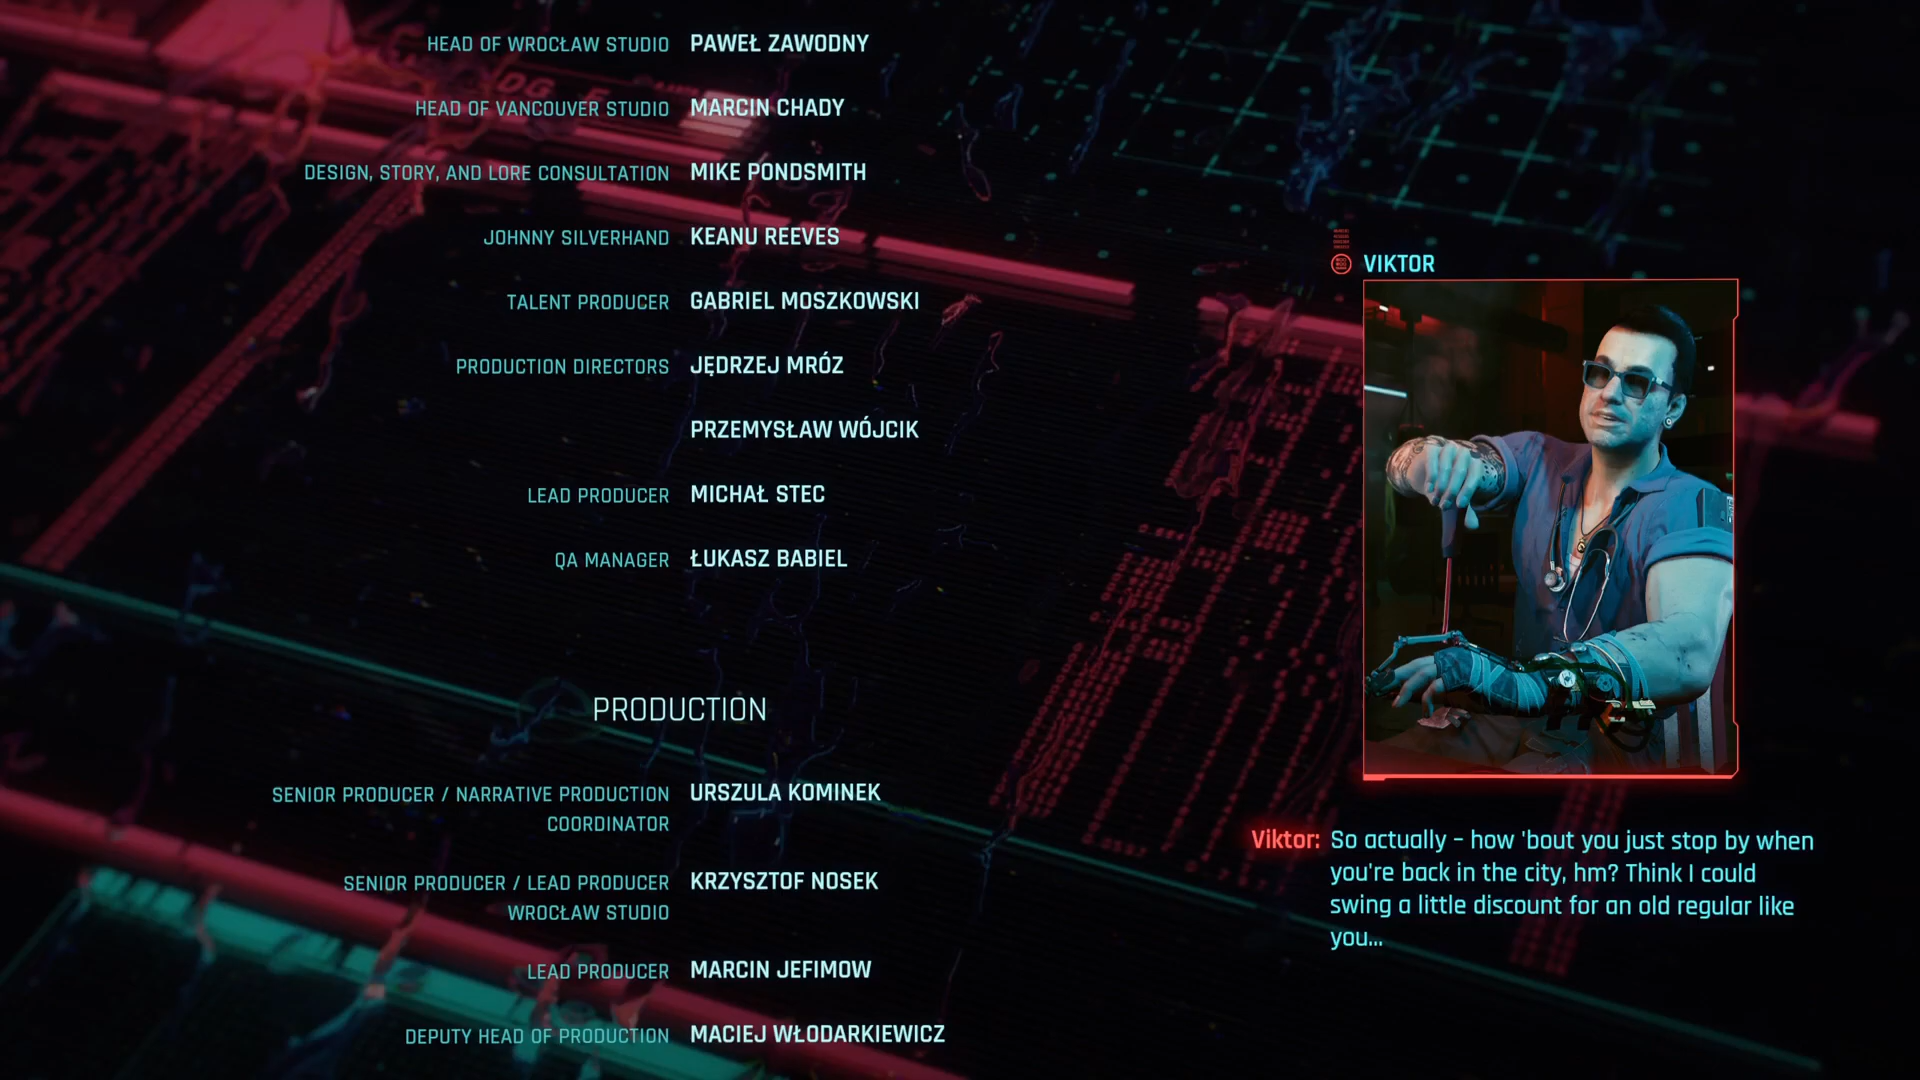 HEAD OF WROCŁAW STUDIO PAWEŁ ZAWODNY
HEAD OF VANCOUVER STUDIO MARCIN CHADY
DESIGN, STORY, AND LORE CONSULTATION MIKE PONDSMITH
JOHNNY SILVERHAND KEANU REEVES
TALENT PRODUCER GABRIEL MOSZKOWSKI
PRODUCTION DIRECTORS JĘDRZEJ MRÓZ
PRZEMYSŁAW WÓJCIK
LEAD PRODUCER MICHAŁ STEC
QA MANAGER ŁUKASZ BABIEL
PRODUCTION
SENIOR PRODUCER / NARRATIVE PRODUCTION URSZULA KOMINEK
COORDINATOR
SENIOR PRODUCER / LEAD PRODUCER KRZYSZTOF NOSEK
WROCŁAW STUDIO
LEAD PRODUCER MARCIN JEFIMOW
DEPUTY HEAD OF PRODUCTION MACIEJ WŁODARKIEWICZ
VIKTOR
Viktor: So actually – how 'bout you just stop by when
you're back in the city, hm? Think I could
swing a little discount for an old regular like
you...